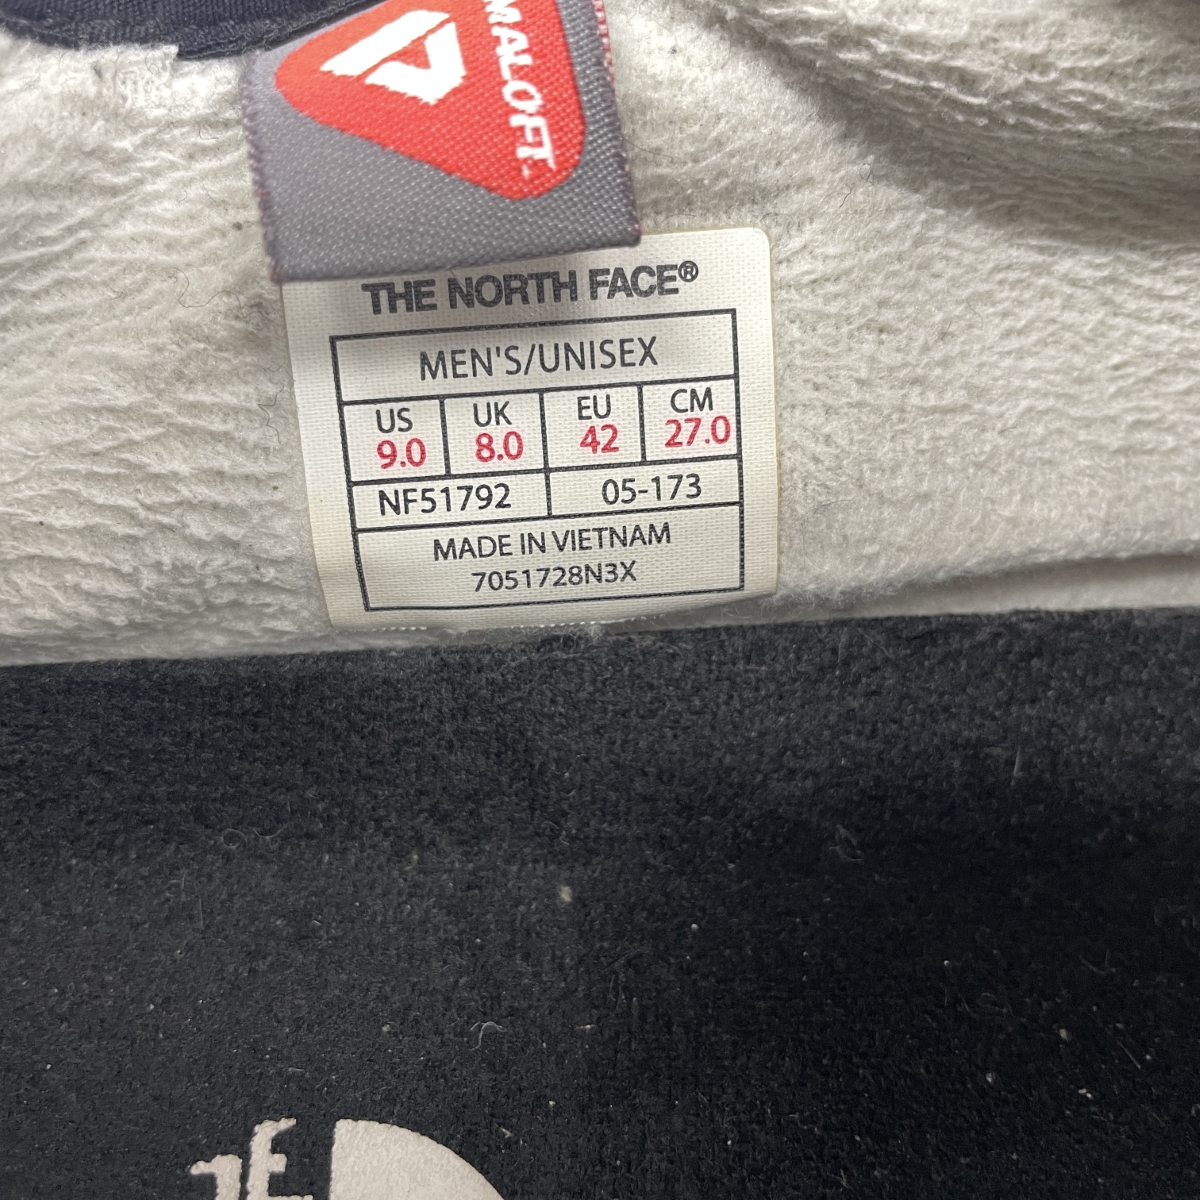 MALOFT.
THE NORTH FACE®
MEN'S/UNISEX
US UK EU CM
9.0 8.0 42 27.0
NF51792 05-173
MADE IN VIETNAM
7051728N3X